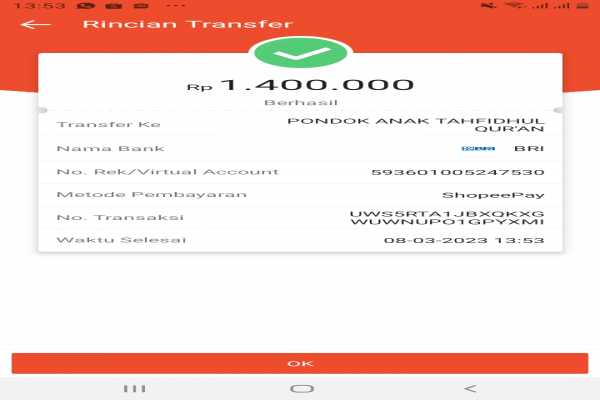 13:53
Rincian Transfer
Rp 1.400.000
Berhasil
Transfer Ke PONDOK ANAK TAHFIDHUL QUR'AN
Nama Bank BRI
No. Rek/Virtual Account 593601005247530
Metode Pembayaran ShopeePay
No. Transaksi UWS5RTA1JBXQKXG
WUWNUPO1GPYXMI
Waktu Selesai 08-03-2023 13:53
OK